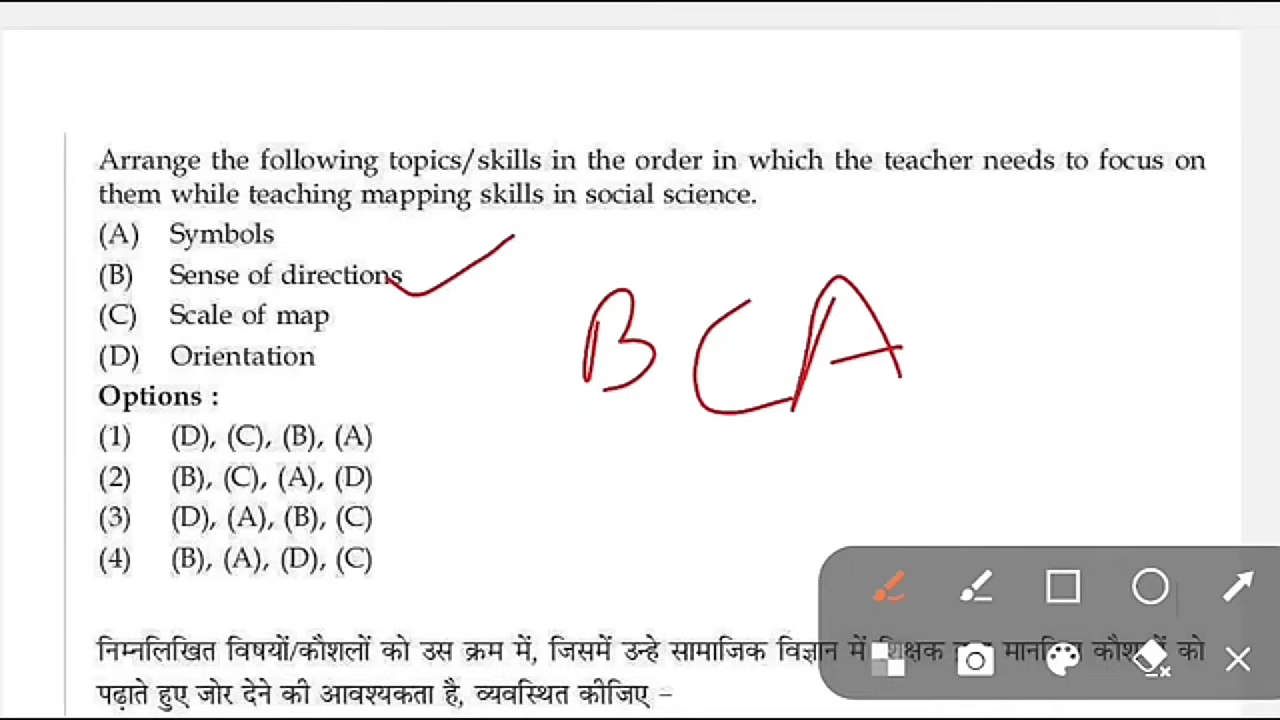 Arrange the following topics/skills in the order in which the teacher needs to focus on
them while teaching mapping skills in social science.
(A) Symbols
(B) Sense of directions
(C) Scale of map
(D) Orientation
B C A
Options :
(1) (D), (C), (B), (A)
(2) (B), (C), (A), (D)
(3) (D), (A), (B), (C)
(4) (B), (A), (D), (C)
निम्नलिखित विषयों/कौशलों को उस क्रम में, जिसमें उन्हे सामाजिक विज्ञान में शिक्षक कौशलों को
पढ़ाते हुए जोर देने की आवश्यकता है, व्यवस्थित कीजिए –